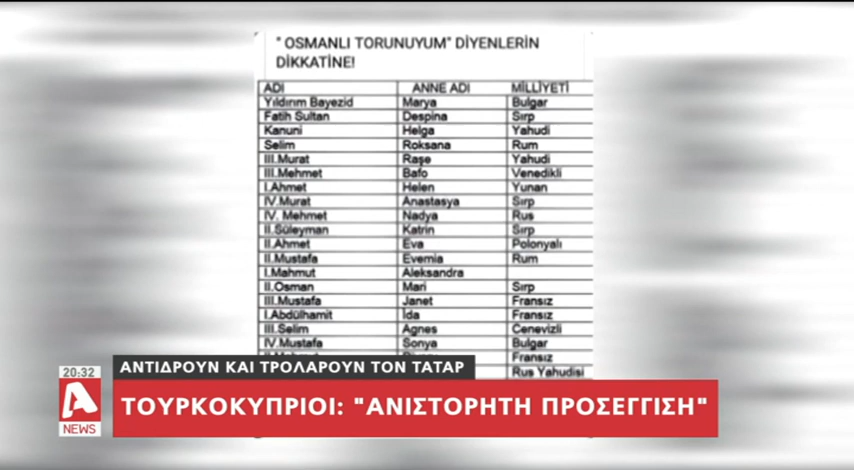 " OSMANLI TORUNUYUM" DİYENLERİN
DİKKATİNE!
ADI ANNE ADI MİLLİYETİ
Yıldırım Bayezid Marya Bulgar
Fatih Sultan Despina Sırp
Kanuni Helga Yahudi
Selim Roksana Rum
III.Murat Raşe Yahudi
III.Mehmet Bafo Venedikli
I.Ahmet Helen Yunan
IV.Murat Anastasya Sırp
IV. Mehmet Nadya Rus
II.Süleyman Katrin Sırp
II.Ahmet Eva Polonyalı
II.Mustafa Evemia Rum
I.Mahmut Aleksandra
II.Osman Mari Sırp
III.Mustafa Janet Fransız
I.Abdülhamit İda Fransız
III.Selim Agnes Cenevizli
IV.Mustafa Sonya Bulgar
Fransız
Rus Yahudisi
20:32
ΑΝΤΙΔΡΟΥΝ ΚΑΙ ΤΡΟΛΑΡΟΥΝ ΤΟΝ ΤΑΤΑΡ
A
NEWS
ΤΟΥΡΚΟΚΥΠΡΙΟΙ: "ΑΝΙΣΤΟΡΗΤΗ ΠΡΟΣΕΓΓΙΣΗ"